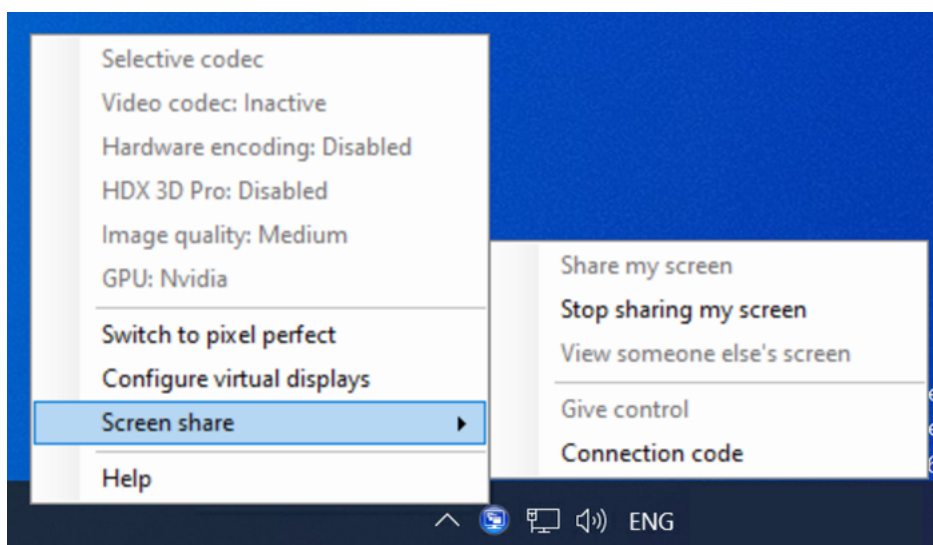 Selective codec
Video codec: Inactive
Hardware encoding: Disabled
HDX 3D Pro: Disabled
Image quality: Medium
GPU: Nvidia
Switch to pixel perfect
Configure virtual displays
Screen share
Help
Share my screen
Stop sharing my screen
View someone else's screen
Give control
Connection code
ENG